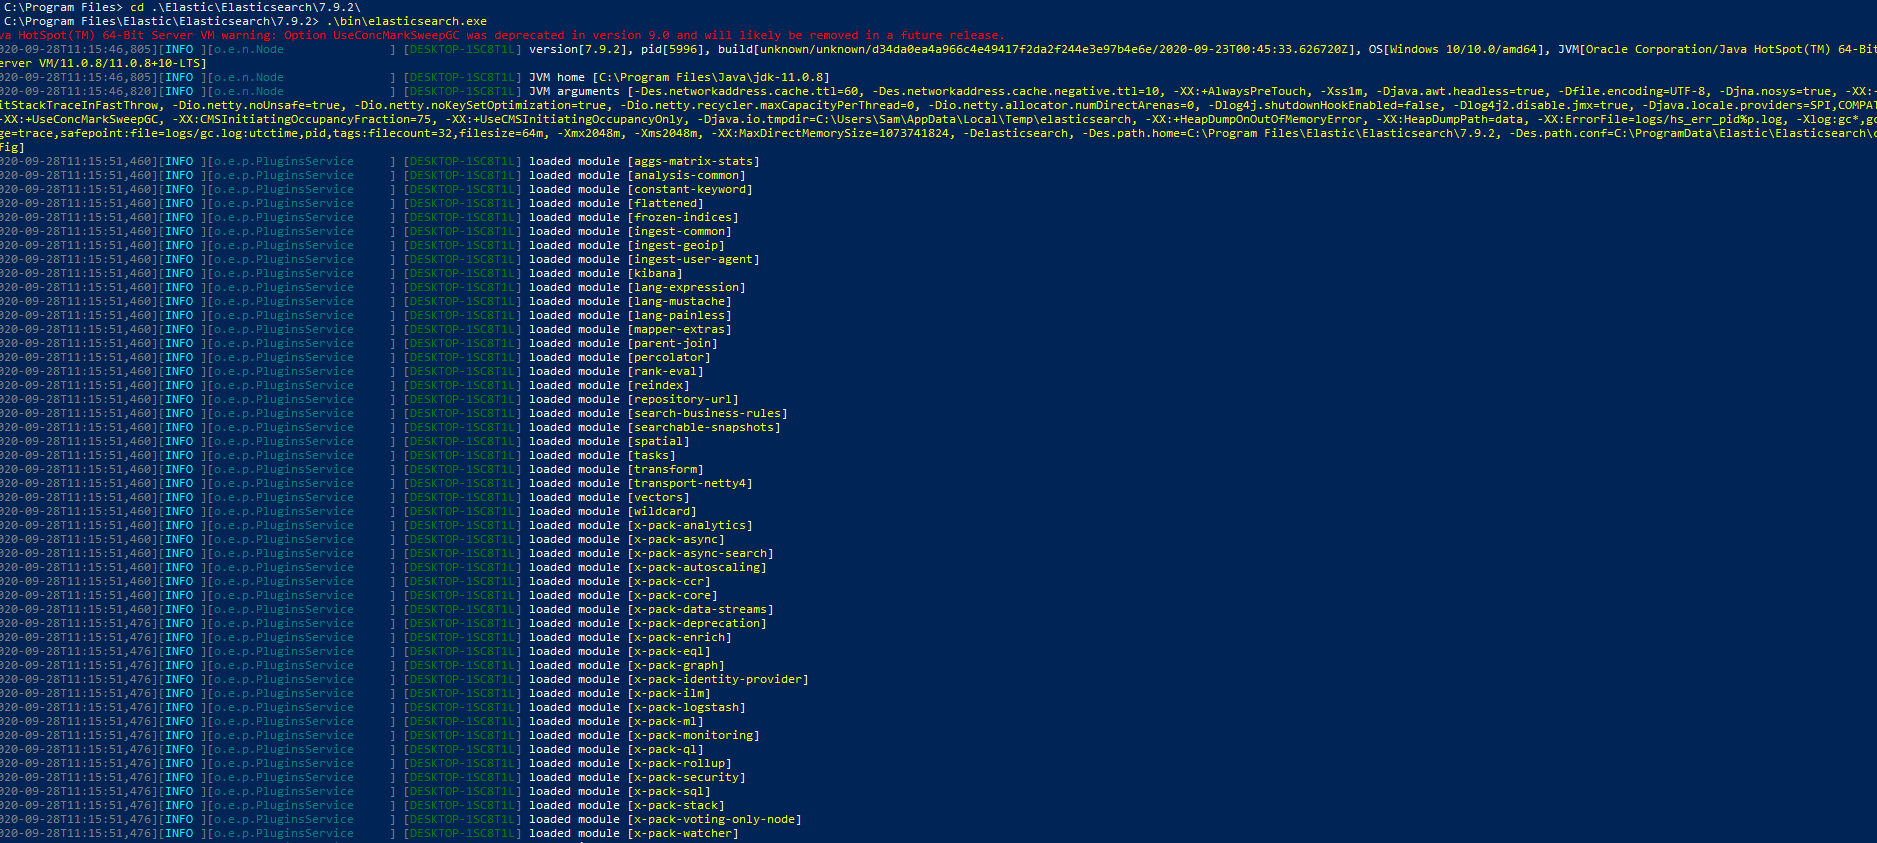 C:\Program Files> cd .\Elastic\Elasticsearch\7.9.2\
C:\Program Files\Elastic\Elasticsearch\7.9.2> .\bin\elasticsearch.exe
va HotSpot(TM) 64-Bit Server VM warning: Option UseConcMarkSweepGC was deprecated in version 9.0 and will likely be removed in a future release.
020-09-28T11:15:46,805][INFO ][o.e.n.Node ] [DESKTOP-1SC8T1L] version[7.9.2], pid[5996], build[unknown/unknown/d34da0ea4a966c4e49417f2da2f244e3e97b4e6e/2020-09-23T00:45:33.626720Z], OS[Windows 10/10.0/amd64], JVM[Oracle Corporation/Java HotSpot(TM) 64-Bit
erver VM/11.0.8/11.0.8+10-LTS]
020-09-28T11:15:46,805][INFO ][o.e.n.Node ] [DESKTOP-1SC8T1L] JVM home [C:\Program Files\Java\jdk-11.0.8]
020-09-28T11:15:46,820][INFO ][o.e.n.Node ] [DESKTOP-1SC8T1L] JVM arguments [-Des.networkaddress.cache.ttl=60, -Des.networkaddress.cache.negative.ttl=10, -XX:+AlwaysPreTouch, -Xss1m, -Djava.awt.headless=true, -Dfile.encoding=UTF-8, -Djna.nosys=true, -XX:-
itStackTraceInFastThrow, -Dio.netty.noUnsafe=true, -Dio.netty.noKeySetOptimization=true, -Dio.netty.recycler.maxCapacityPerThread=0, -Dio.netty.allocator.numDirectArenas=0, -Dlog4j.shutdownHookEnabled=false, -Dlog4j2.disable.jmx=true, -Djava.locale.providers=SPI,COMPAT
-XX:+UseConcMarkSweepGC, -XX:CMSInitiatingOccupancyFraction=75, -XX:+UseCMSInitiatingOccupancyOnly, -Djava.io.tmpdir=C:\Users\Sam\AppData\Local\Temp\elasticsearch, -XX:+HeapDumpOnOutOfMemoryError, -XX:HeapDumpPath=data, -XX:ErrorFile=logs/hs_err_pid%p.log, -Xlog:gc*,gc
ge=trace,safepoint:file=logs/gc.log:utctime,pid,tags:filecount=32,filesize=64m, -Xmx2048m, -Xms2048m, -XX:MaxDirectMemorySize=1073741824, -Delasticsearch, -Des.path.home=C:\Program Files\Elastic\Elasticsearch\7.9.2, -Des.path.conf=C:\ProgramData\Elastic\Elasticsearch\c
fig]
020-09-28T11:15:51,460][INFO ][o.e.p.PluginsService ] [DESKTOP-1SC8T1L] loaded module [aggs-matrix-stats]
020-09-28T11:15:51,460][INFO ][o.e.p.PluginsService ] [DESKTOP-1SC8T1L] loaded module [analysis-common]
020-09-28T11:15:51,460][INFO ][o.e.p.PluginsService ] [DESKTOP-1SC8T1L] loaded module [constant-keyword]
020-09-28T11:15:51,460][INFO ][o.e.p.PluginsService ] [DESKTOP-1SC8T1L] loaded module [flattened]
020-09-28T11:15:51,460][INFO ][o.e.p.PluginsService ] [DESKTOP-1SC8T1L] loaded module [frozen-indices]
020-09-28T11:15:51,460][INFO ][o.e.p.PluginsService ] [DESKTOP-1SC8T1L] loaded module [ingest-common]
020-09-28T11:15:51,460][INFO ][o.e.p.PluginsService ] [DESKTOP-1SC8T1L] loaded module [ingest-geoip]
020-09-28T11:15:51,460][INFO ][o.e.p.PluginsService ] [DESKTOP-1SC8T1L] loaded module [ingest-user-agent]
020-09-28T11:15:51,460][INFO ][o.e.p.PluginsService ] [DESKTOP-1SC8T1L] loaded module [kibana]
020-09-28T11:15:51,460][INFO ][o.e.p.PluginsService ] [DESKTOP-1SC8T1L] loaded module [lang-expression]
020-09-28T11:15:51,460][INFO ][o.e.p.PluginsService ] [DESKTOP-1SC8T1L] loaded module [lang-mustache]
020-09-28T11:15:51,460][INFO ][o.e.p.PluginsService ] [DESKTOP-1SC8T1L] loaded module [lang-painless]
020-09-28T11:15:51,460][INFO ][o.e.p.PluginsService ] [DESKTOP-1SC8T1L] loaded module [mapper-extras]
020-09-28T11:15:51,460][INFO ][o.e.p.PluginsService ] [DESKTOP-1SC8T1L] loaded module [parent-join]
020-09-28T11:15:51,460][INFO ][o.e.p.PluginsService ] [DESKTOP-1SC8T1L] loaded module [percolator]
020-09-28T11:15:51,460][INFO ][o.e.p.PluginsService ] [DESKTOP-1SC8T1L] loaded module [rank-eval]
020-09-28T11:15:51,460][INFO ][o.e.p.PluginsService ] [DESKTOP-1SC8T1L] loaded module [reindex]
020-09-28T11:15:51,460][INFO ][o.e.p.PluginsService ] [DESKTOP-1SC8T1L] loaded module [repository-url]
020-09-28T11:15:51,460][INFO ][o.e.p.PluginsService ] [DESKTOP-1SC8T1L] loaded module [search-business-rules]
020-09-28T11:15:51,460][INFO ][o.e.p.PluginsService ] [DESKTOP-1SC8T1L] loaded module [searchable-snapshots]
020-09-28T11:15:51,460][INFO ][o.e.p.PluginsService ] [DESKTOP-1SC8T1L] loaded module [spatial]
020-09-28T11:15:51,460][INFO ][o.e.p.PluginsService ] [DESKTOP-1SC8T1L] loaded module [tasks]
020-09-28T11:15:51,460][INFO ][o.e.p.PluginsService ] [DESKTOP-1SC8T1L] loaded module [transform]
020-09-28T11:15:51,460][INFO ][o.e.p.PluginsService ] [DESKTOP-1SC8T1L] loaded module [transport-netty4]
020-09-28T11:15:51,460][INFO ][o.e.p.PluginsService ] [DESKTOP-1SC8T1L] loaded module [vectors]
020-09-28T11:15:51,460][INFO ][o.e.p.PluginsService ] [DESKTOP-1SC8T1L] loaded module [wildcard]
020-09-28T11:15:51,460][INFO ][o.e.p.PluginsService ] [DESKTOP-1SC8T1L] loaded module [x-pack-analytics]
020-09-28T11:15:51,460][INFO ][o.e.p.PluginsService ] [DESKTOP-1SC8T1L] loaded module [x-pack-async]
020-09-28T11:15:51,460][INFO ][o.e.p.PluginsService ] [DESKTOP-1SC8T1L] loaded module [x-pack-async-search]
020-09-28T11:15:51,460][INFO ][o.e.p.PluginsService ] [DESKTOP-1SC8T1L] loaded module [x-pack-autoscaling]
020-09-28T11:15:51,460][INFO ][o.e.p.PluginsService ] [DESKTOP-1SC8T1L] loaded module [x-pack-ccr]
020-09-28T11:15:51,460][INFO ][o.e.p.PluginsService ] [DESKTOP-1SC8T1L] loaded module [x-pack-core]
020-09-28T11:15:51,460][INFO ][o.e.p.PluginsService ] [DESKTOP-1SC8T1L] loaded module [x-pack-data-streams]
020-09-28T11:15:51,476][INFO ][o.e.p.PluginsService ] [DESKTOP-1SC8T1L] loaded module [x-pack-deprecation]
020-09-28T11:15:51,476][INFO ][o.e.p.PluginsService ] [DESKTOP-1SC8T1L] loaded module [x-pack-enrich]
020-09-28T11:15:51,476][INFO ][o.e.p.PluginsService ] [DESKTOP-1SC8T1L] loaded module [x-pack-eql]
020-09-28T11:15:51,476][INFO ][o.e.p.PluginsService ] [DESKTOP-1SC8T1L] loaded module [x-pack-graph]
020-09-28T11:15:51,476][INFO ][o.e.p.PluginsService ] [DESKTOP-1SC8T1L] loaded module [x-pack-identity-provider]
020-09-28T11:15:51,476][INFO ][o.e.p.PluginsService ] [DESKTOP-1SC8T1L] loaded module [x-pack-ilm]
020-09-28T11:15:51,476][INFO ][o.e.p.PluginsService ] [DESKTOP-1SC8T1L] loaded module [x-pack-logstash]
020-09-28T11:15:51,476][INFO ][o.e.p.PluginsService ] [DESKTOP-1SC8T1L] loaded module [x-pack-ml]
020-09-28T11:15:51,476][INFO ][o.e.p.PluginsService ] [DESKTOP-1SC8T1L] loaded module [x-pack-monitoring]
020-09-28T11:15:51,476][INFO ][o.e.p.PluginsService ] [DESKTOP-1SC8T1L] loaded module [x-pack-ql]
020-09-28T11:15:51,476][INFO ][o.e.p.PluginsService ] [DESKTOP-1SC8T1L] loaded module [x-pack-rollup]
020-09-28T11:15:51,476][INFO ][o.e.p.PluginsService ] [DESKTOP-1SC8T1L] loaded module [x-pack-security]
020-09-28T11:15:51,476][INFO ][o.e.p.PluginsService ] [DESKTOP-1SC8T1L] loaded module [x-pack-sql]
020-09-28T11:15:51,476][INFO ][o.e.p.PluginsService ] [DESKTOP-1SC8T1L] loaded module [x-pack-stack]
020-09-28T11:15:51,476][INFO ][o.e.p.PluginsService ] [DESKTOP-1SC8T1L] loaded module [x-pack-voting-only-node]
020-09-28T11:15:51,476][INFO ][o.e.p.PluginsService ] [DESKTOP-1SC8T1L] loaded module [x-pack-watcher]